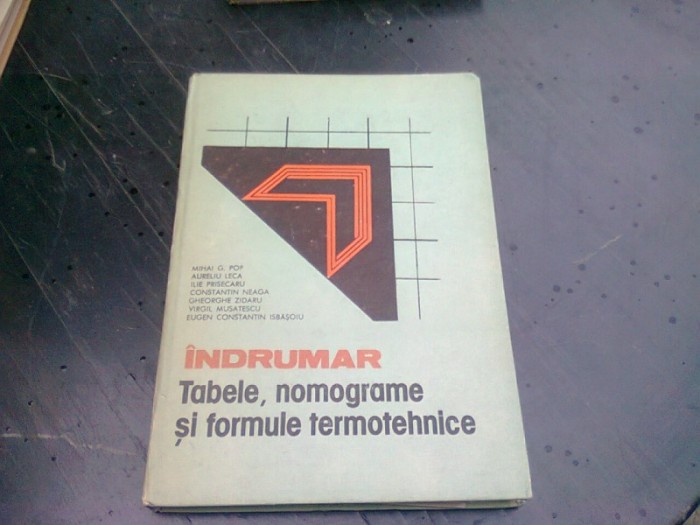 MIHAI G. POP
AURELIU LECA
ILIE PRISECARU
CONSTANTIN NEAGA
GHEORGHE ZIDARU
VIRGIL MUSATESCU
EUGEN CONSTANTIN ISBĂȘOIU
ÎNDRUMAR
Tabele, nomograme
și formule termotehnice